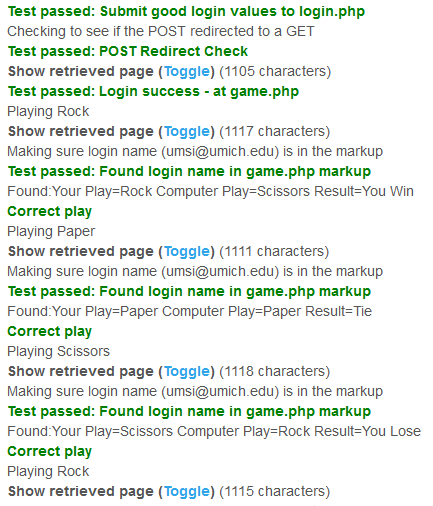 Test passed: Submit good login values to login.php
Checking to see if the POST redirected to a GET
Test passed: POST Redirect Check
Show retrieved page (Toggle) (1105 characters)
Test passed: Login success - at game.php
Playing Rock
Show retrieved page (Toggle) (1117 characters)
Making sure login name (umsi@umich.edu) is in the markup
Test passed: Found login name in game.php markup
Found:Your Play=Rock Computer Play=Scissors Result=You Win
Correct play
Playing Paper
Show retrieved page (Toggle) (1111 characters)
Making sure login name (umsi@umich.edu) is in the markup
Test passed: Found login name in game.php markup
Found:Your Play=Paper Computer Play=Paper Result=Tie
Correct play
Playing Scissors
Show retrieved page (Toggle) (1118 characters)
Making sure login name (umsi@umich.edu) is in the markup
Test passed: Found login name in game.php markup
Found:Your Play=Scissors Computer Play=Rock Result=You Lose
Correct play
Playing Rock
Show retrieved page (Toggle) (1115 characters)